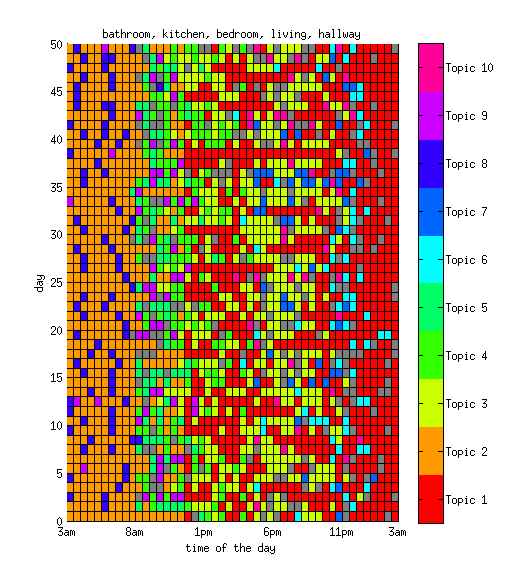 bathroom, kitchen, bedroom, living, hallway
50
45
40
35
30
25
20
15
10
5
0
day
3am 8am 1pm 6pm 11pm 3am
time of the day
Topic 10
Topic 9
Topic 8
Topic 7
Topic 6
Topic 5
Topic 4
Topic 3
Topic 2
Topic 1